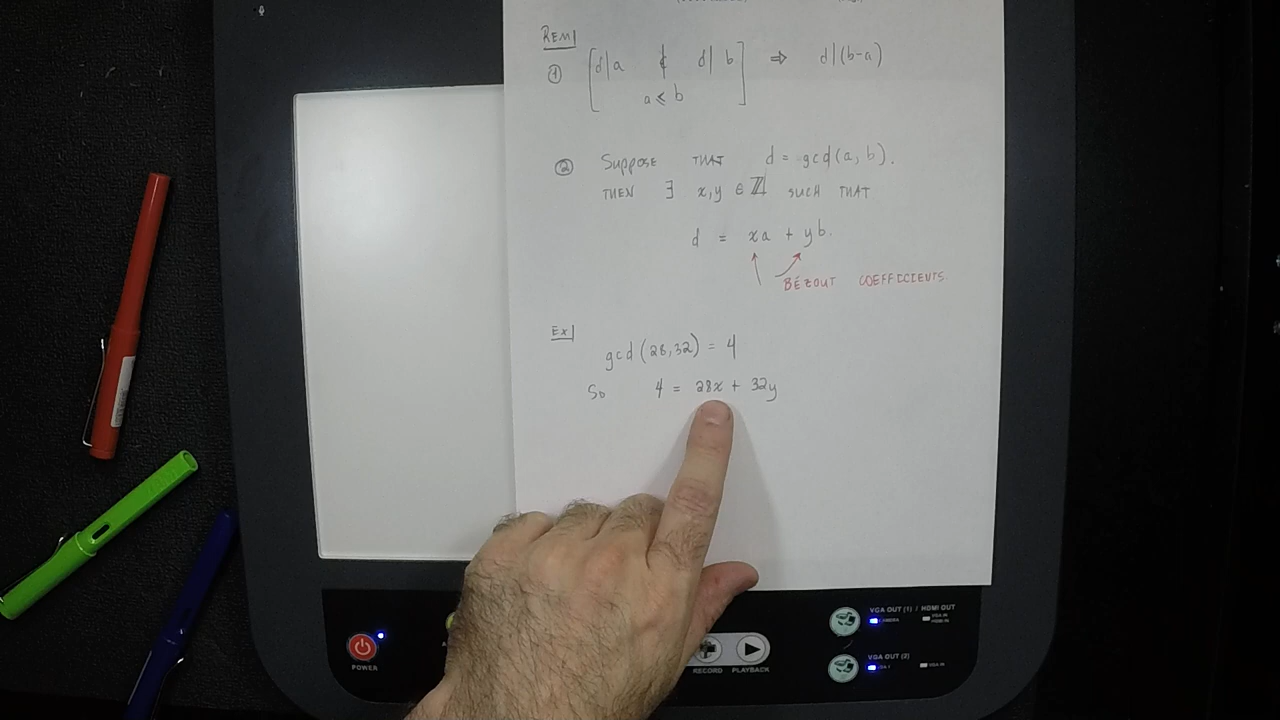 REM
① [ d|a & d|b ] ⇒ d|(b-a)
a < b
② SUPPOSE THAT d = gcd(a, b).
THEN ∃ x,y ∈ ℤ SUCH THAT
d = xa + yb.
BÉZOUT COEFFICIENTS.
Ex
gcd(28,32) = 4
So 4 = 28x + 32y
VGA OUT (1) / HDMI OUT
VGA OUT (2)
POWER
RECORD PLAYBACK